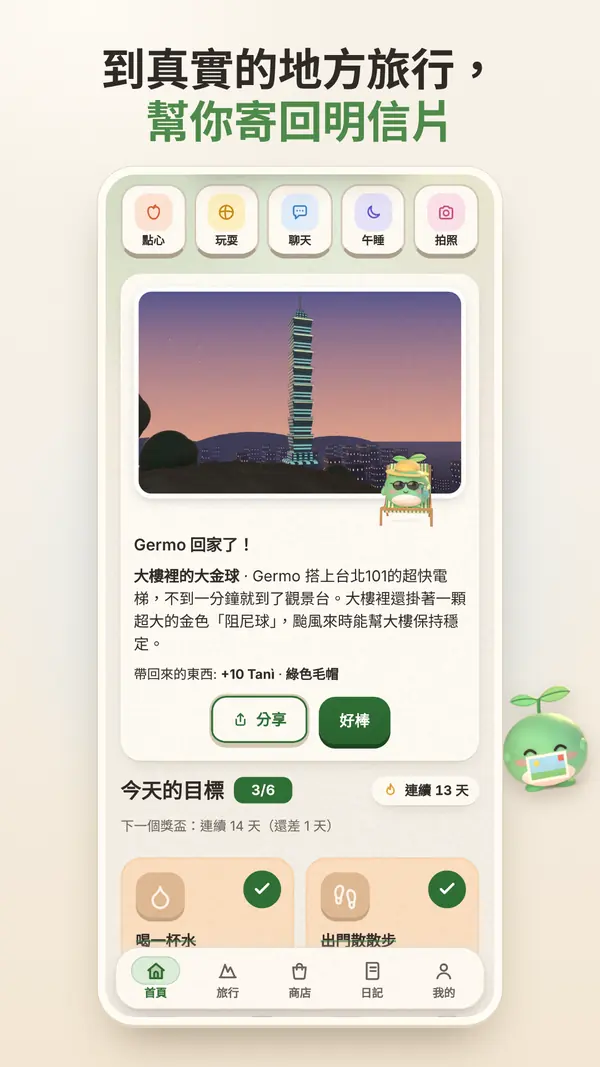 到真實的地方旅行，
幫你寄回明信片
點心
玩耍
聊天
午睡
拍照
Germo 回家了！
大樓裡的大金球 · Germo 搭上台北101的超快電
梯，不到一分鐘就到了觀景台。大樓裡還掛著一顆
超大的金色「阻尼球」，颱風來時能幫大樓保持穩
定。
帶回來的東西: +10 Tani · 綠色毛帽
分享
好棒
今天的目標
3/6
連續 13 天
下一個獎盃：連續 14 天（還差 1 天）
喝一杯水
出門散散步
首頁
旅行
商店
日記
我的